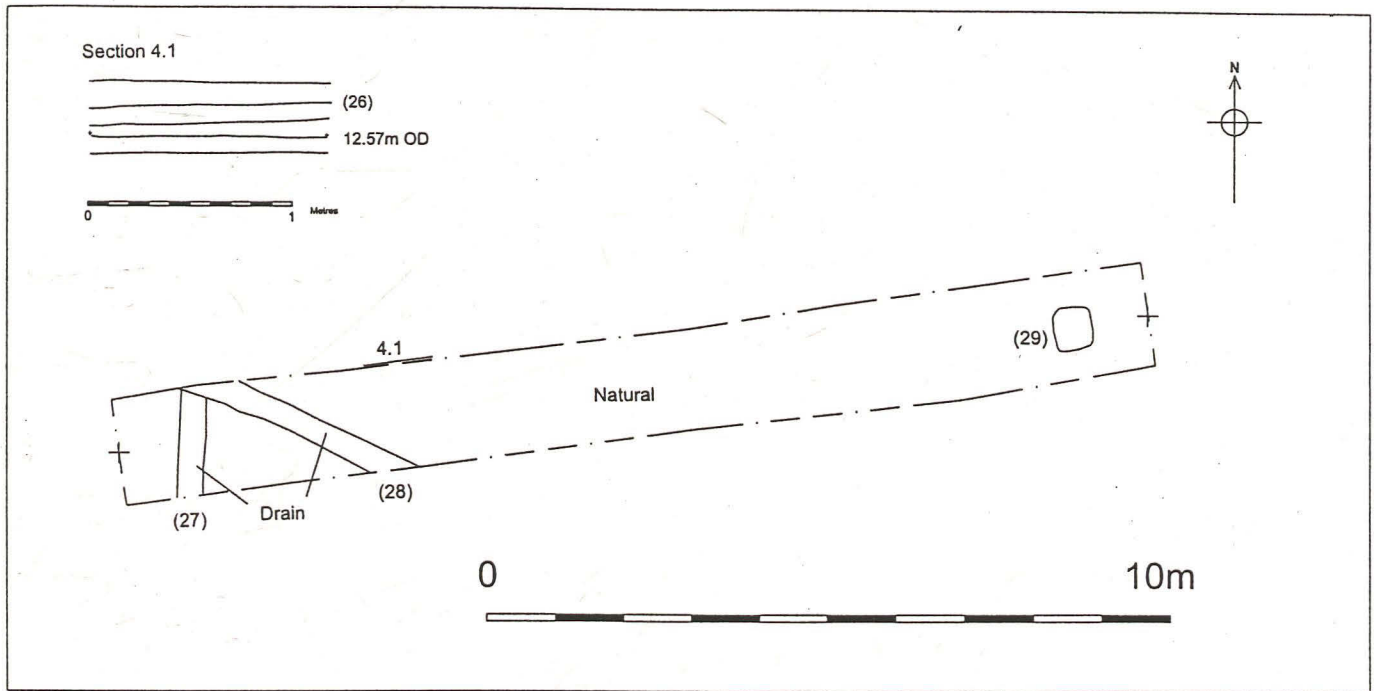 Section 4.1
(26)
12.57m OD
0 1 Metres
N
4.1
(29)
Natural
(28)
Drain
(27)
0 10m